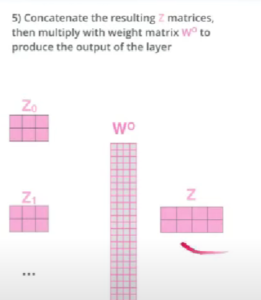 5) Concatenate the resulting Z matrices,
then multiply with weight matrix Wᴼ to
produce the output of the layer
Z₀
Wᴼ
Z₁
Z
...